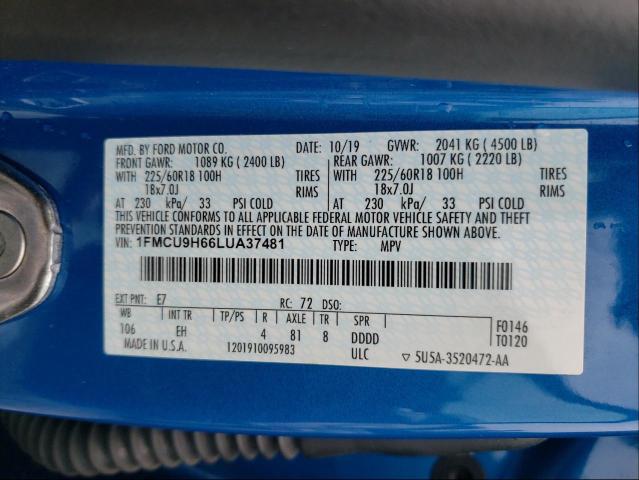 MFD. BY FORD MOTOR CO. DATE: 10/19 GVWR: 2041 KG ( 4500 LB)
FRONT GAWR: 1089 KG ( 2400 LB) REAR GAWR: 1007 KG ( 2220 LB)
WITH 225/60R18 100H TIRES WITH 225/60R18 100H TIRES
18x7.0J RIMS 18x7.0J RIMS
AT 230 kPa/ 33 PSI COLD AT 230 kPa/ 33 PSI COLD
THIS VEHICLE CONFORMS TO ALL APPLICABLE FEDERAL MOTOR VEHICLE SAFETY AND THEFT
PREVENTION STANDARDS IN EFFECT ON THE DATE OF MANUFACTURE SHOWN ABOVE.
VIN: 1FMCU9H66LUA37481 TYPE: MPV
EXT PNT: E7 RC: 72 DSO:
WB INT TR TP/PS R AXLE TR SPR F0146
106 EH 4 81 8 DDDD T0120
MADE IN U.S.A. 1201910095983 ULC ▽ 5U5A-3520472-AA